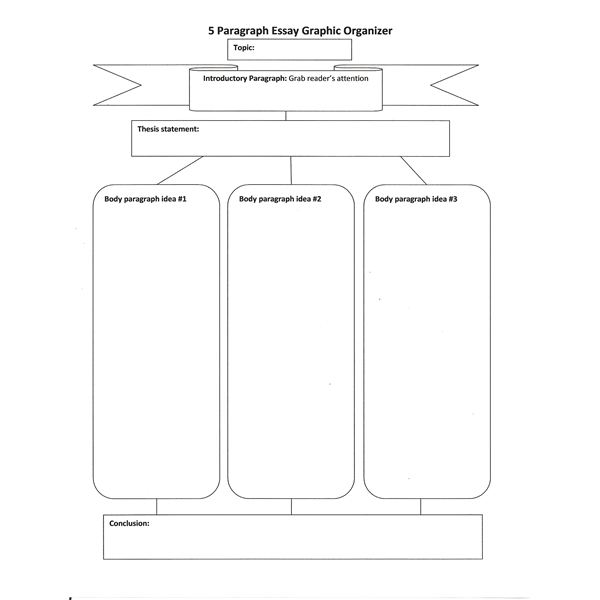 5 Paragraph Essay Graphic Organizer
Topic:
Introductory Paragraph: Grab reader's attention
Thesis statement:
Body paragraph idea #1
Body paragraph idea #2
Body paragraph idea #3
Conclusion: